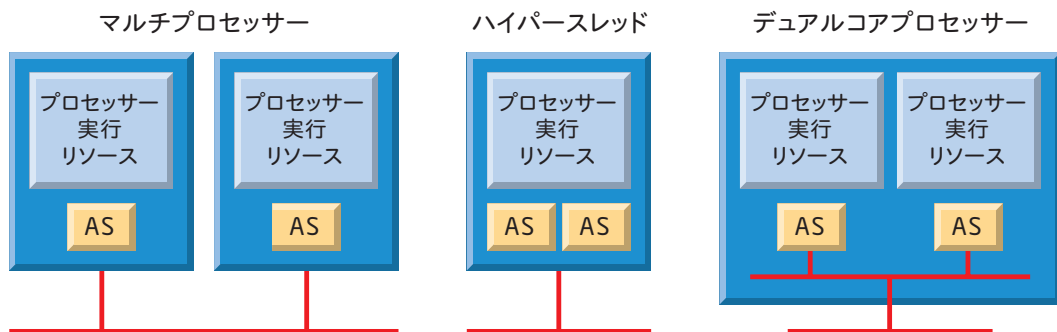 マルチプロセッサー
ハイパースレッド
デュアルコアプロセッサー
プロセッサー
実行
リソース
プロセッサー
実行
リソース
プロセッサー
実行
リソース
プロセッサー
実行
リソース
プロセッサー
実行
リソース
AS
AS
AS
AS
AS
AS